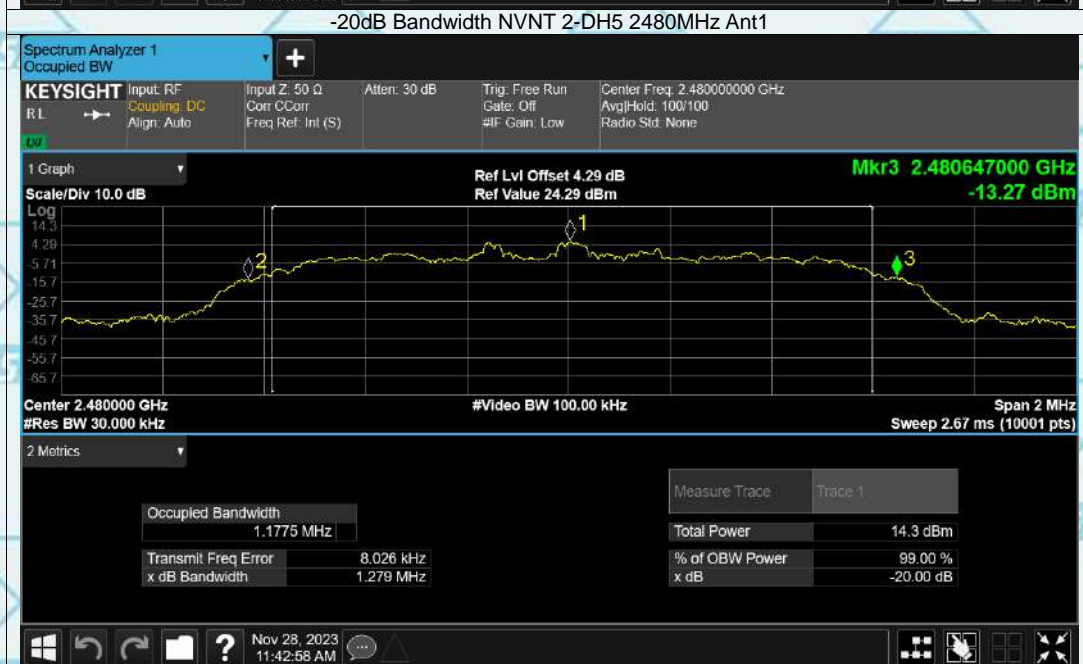 -20dB Bandwidth NVNT 2-DH5 2480MHz Ant1
Spectrum Analyzer 1
Occupied BW
+
KEYSIGHT
R L
LXI
Input: RF
Coupling: DC
Align: Auto
Input Z: 50 Ω
Corr CCorr
Freq Ref: Int (S)
Atten: 30 dB
Trig: Free Run
Gate: Off
#IF Gain: Low
Center Freq: 2.480000000 GHz
Avg|Hold: 100/100
Radio Std: None
1 Graph
Scale/Div 10.0 dB
Ref Lvl Offset 4.29 dB
Ref Value 24.29 dBm
Mkr3 2.480647000 GHz
-13.27 dBm
Log
14.3
4.29
-5.71
-15.7
-25.7
-35.7
-45.7
-55.7
-65.7
1
2
3
Center 2.480000 GHz
#Res BW 30.000 kHz
#Video BW 100.00 kHz
Span 2 MHz
Sweep 2.67 ms (10001 pts)
2 Metrics
Occupied Bandwidth
1.1775 MHz
Transmit Freq Error 8.026 kHz
x dB Bandwidth 1.279 MHz
Measure Trace Trace 1
Total Power 14.3 dBm
% of OBW Power 99.00 %
x dB -20.00 dB
?
Nov 28, 2023
11:42:58 AM